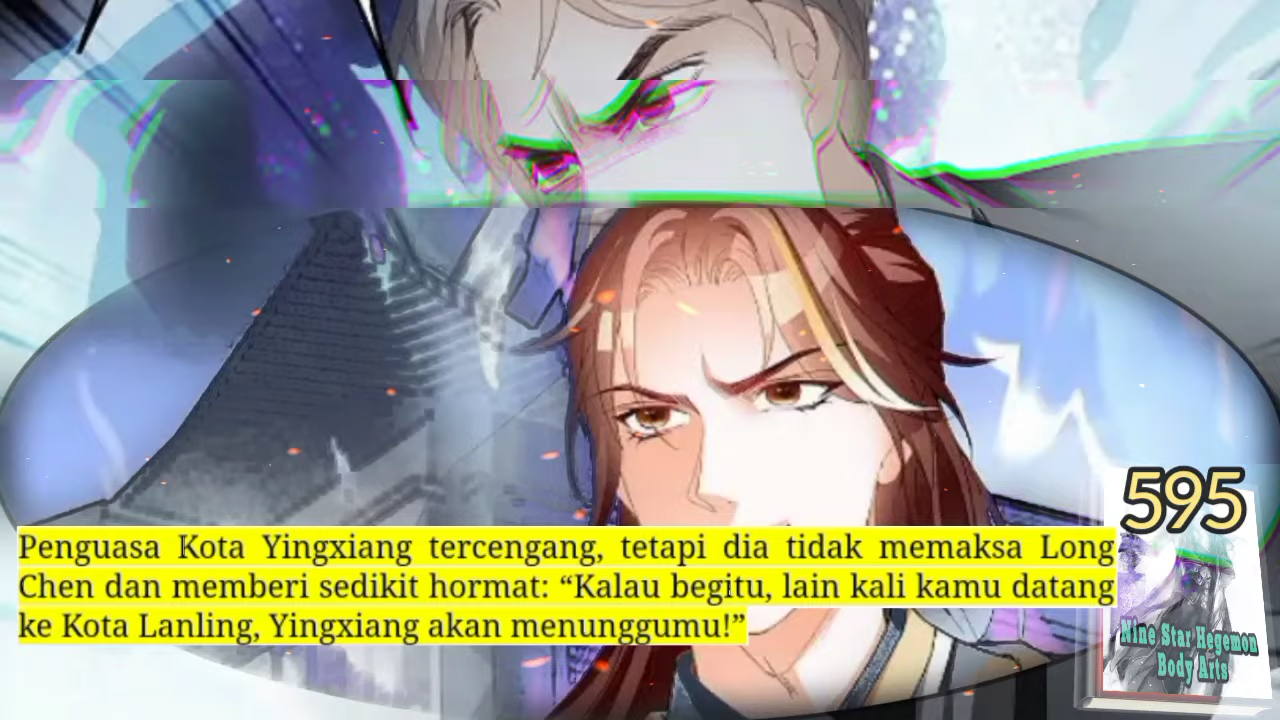 595
Penguasa Kota Yingxiang tercengang, tetapi dia tidak memaksa Long
Chen dan memberi sedikit hormat: “Kalau begitu, lain kali kamu datang
ke Kota Lanling, Yingxiang akan menunggumu!”
Nine Star Hegemon
Body Arts